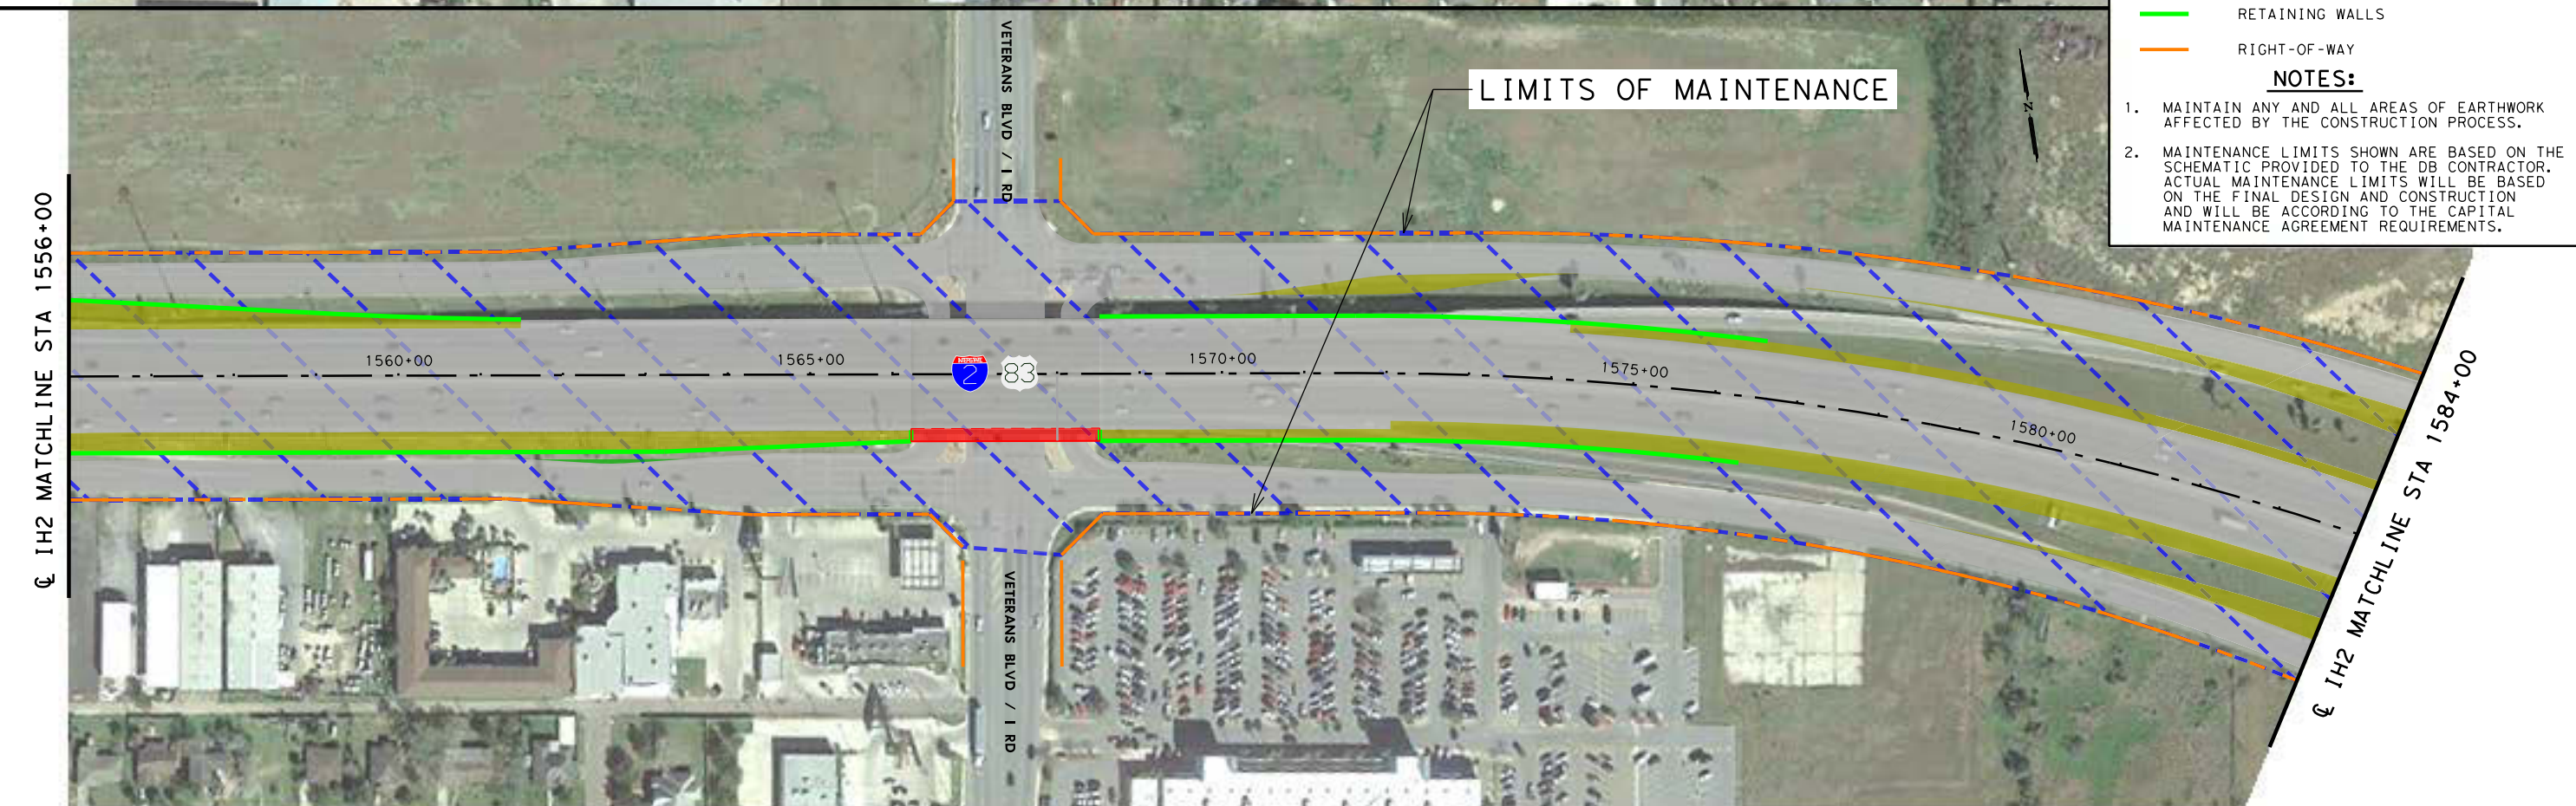 RETAINING WALLS
RIGHT-OF-WAY
NOTES:
1. MAINTAIN ANY AND ALL AREAS OF EARTHWORK
AFFECTED BY THE CONSTRUCTION PROCESS.
2. MAINTENANCE LIMITS SHOWN ARE BASED ON THE
SCHEMATIC PROVIDED TO THE DB CONTRACTOR.
ACTUAL MAINTENANCE LIMITS WILL BE BASED
ON THE FINAL DESIGN AND CONSTRUCTION
AND WILL BE ACCORDING TO THE CAPITAL
MAINTENANCE AGREEMENT REQUIREMENTS.
N
LIMITS OF MAINTENANCE
VETERANS BLVD / I RD
℄ IH2 MATCHLINE STA 1556+00
1560+00
1565+00
2
83
1570+00
1575+00
1580+00
℄ IH2 MATCHLINE STA 1584+00
VETERANS BLVD / I RD